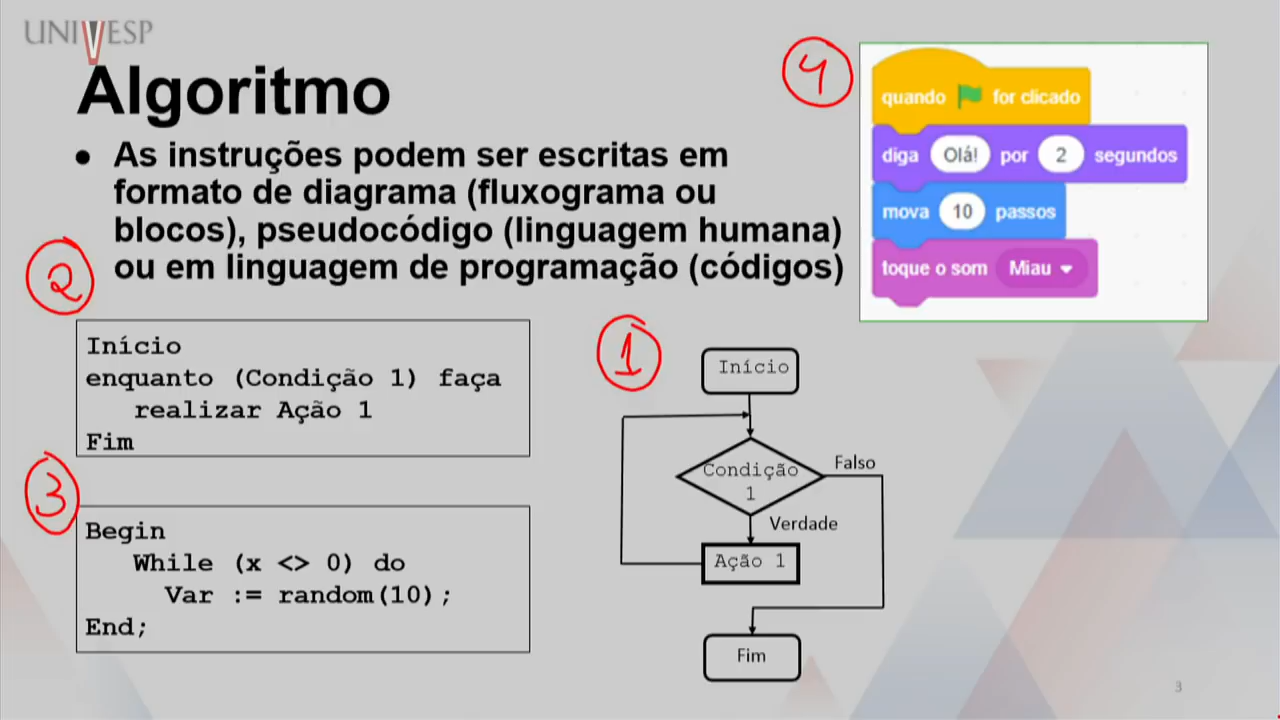 UNIVESP
Algoritmo
• As instruções podem ser escritas em
formato de diagrama (fluxograma ou
blocos), pseudocódigo (linguagem humana)
ou em linguagem de programação (códigos)
4
quando for clicado
diga Olá! por 2 segundos
mova 10 passos
toque o som Miau
2
Início
enquanto (Condição 1) faça
realizar Ação 1
Fim
3
Begin
While (x <> 0) do
Var := random(10);
End;
1
Início
Condição
1
Falso
Verdade
Ação 1
Fim
3